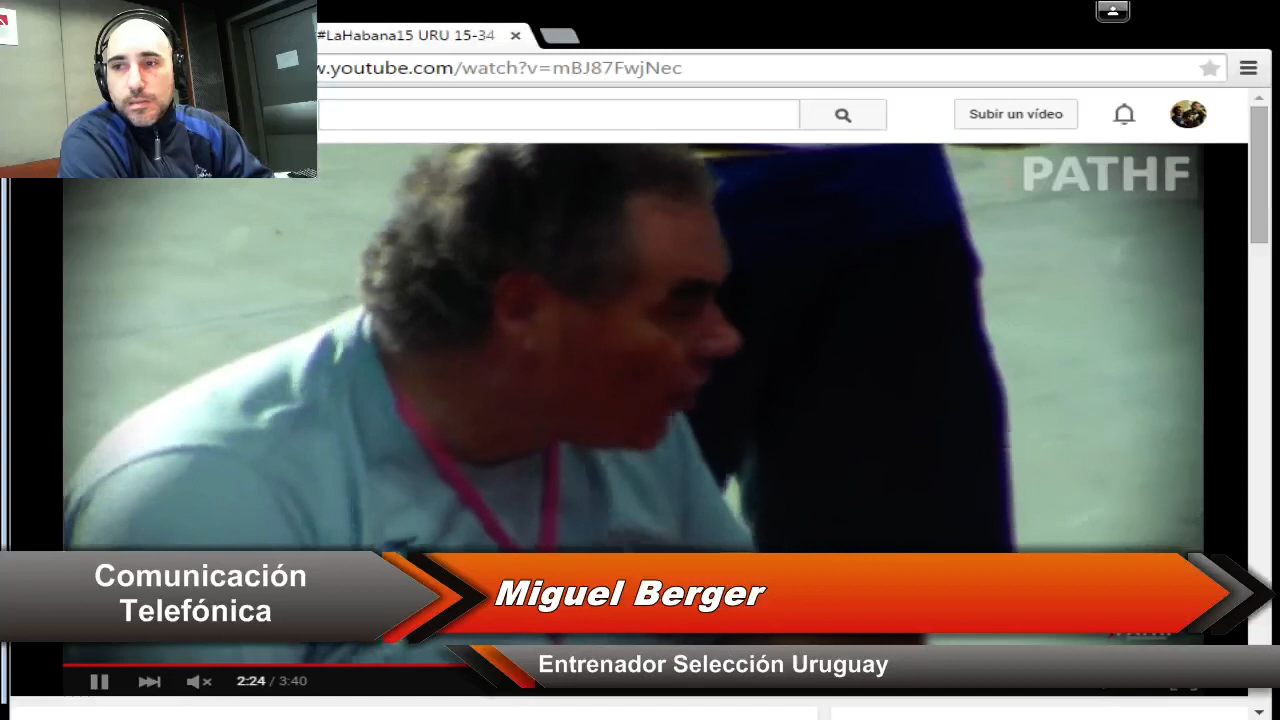 #LaHabana15 URU 15-34
w.youtube.com/watch?v=mBJ87FwjNec
Subir un vídeo
PATHF
Comunicación
Telefónica
Miguel Berger
Entrenador Selección Uruguay
2:24 / 3:40